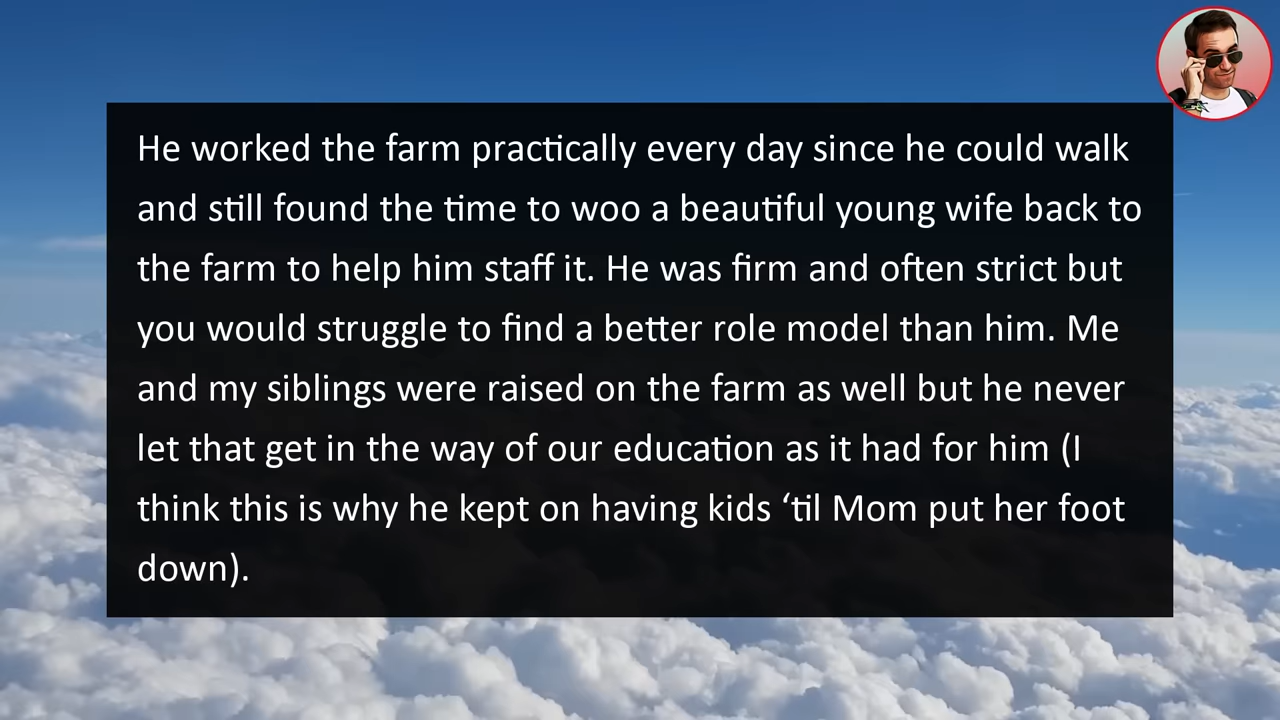 He worked the farm practically every day since he could walk
and still found the time to woo a beautiful young wife back to
the farm to help him staff it. He was firm and often strict but
you would struggle to find a better role model than him. Me
and my siblings were raised on the farm as well but he never
let that get in the way of our education as it had for him (I
think this is why he kept on having kids ‘til Mom put her foot
down).